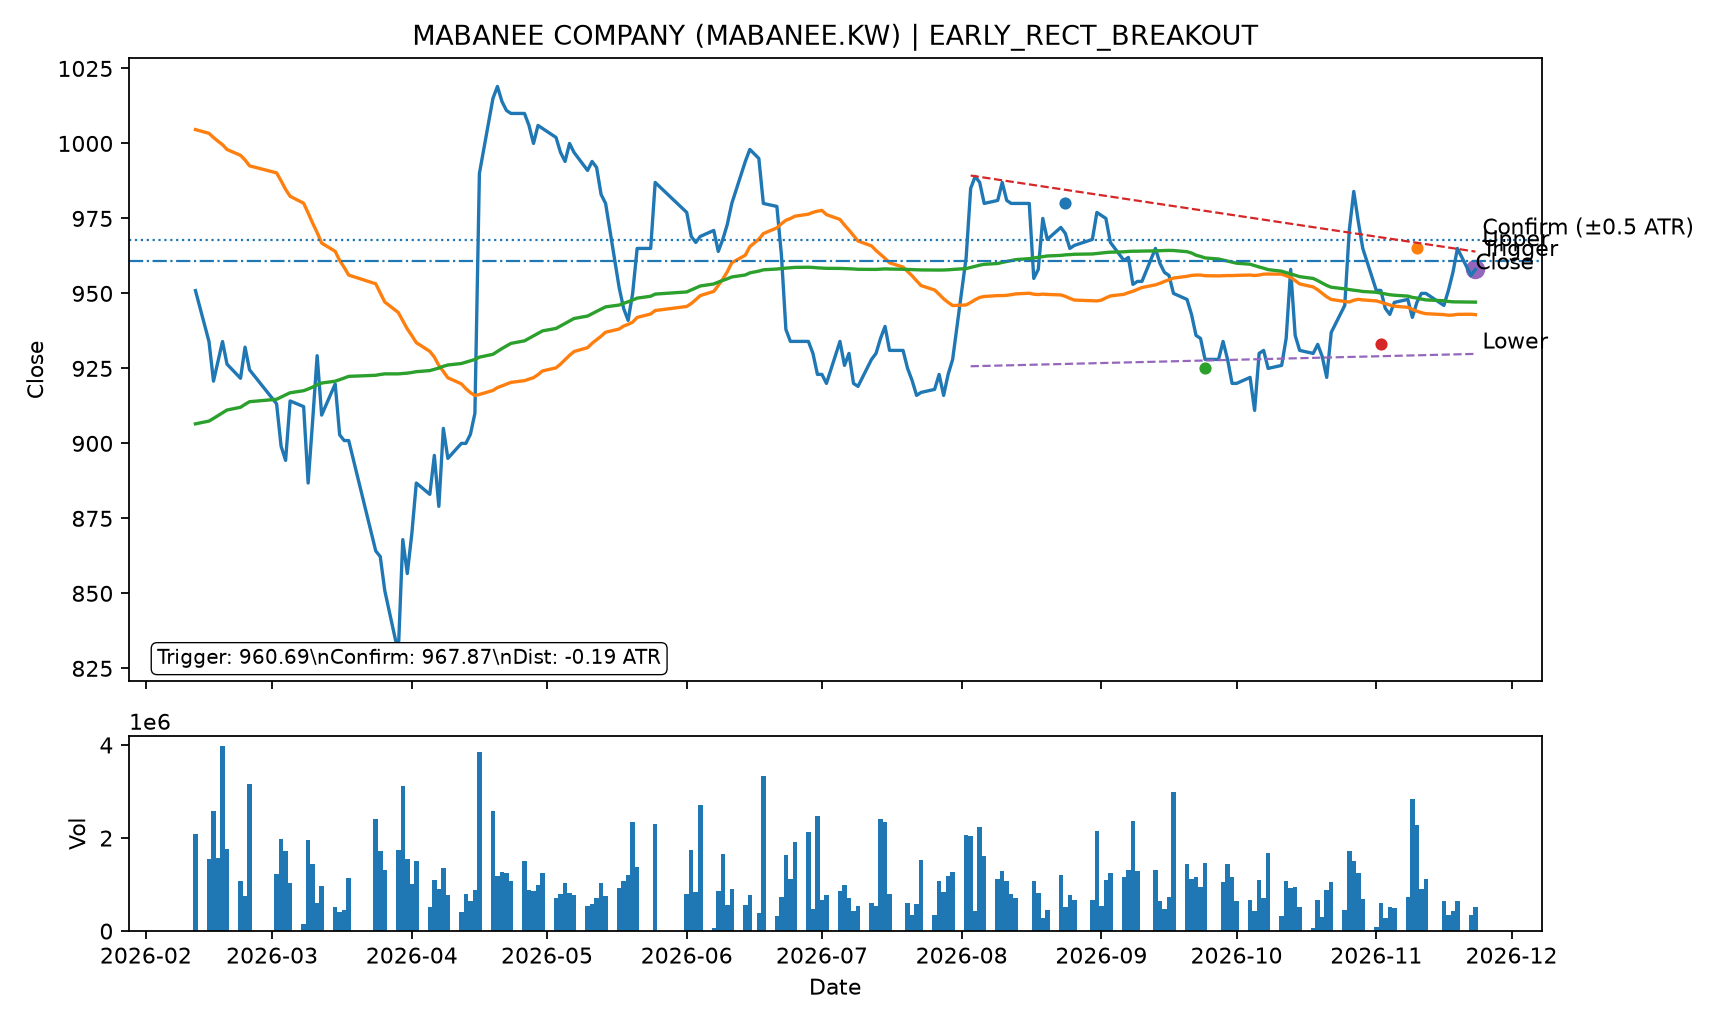 MABANEE COMPANY (MABANEE.KW) | EARLY_RECT_BREAKOUT
Close
1025
1000
975
950
925
900
875
850
825
Confirm (±0.5 ATR)
Upper
Trigger
Close
Lower
Trigger: 960.69\nConfirm: 967.87\nDist: -0.19 ATR
1e6
Vol
4
2
0
2026-02 2026-03 2026-04 2026-05 2026-06 2026-07 2026-08 2026-09 2026-10 2026-11 2026-12
Date